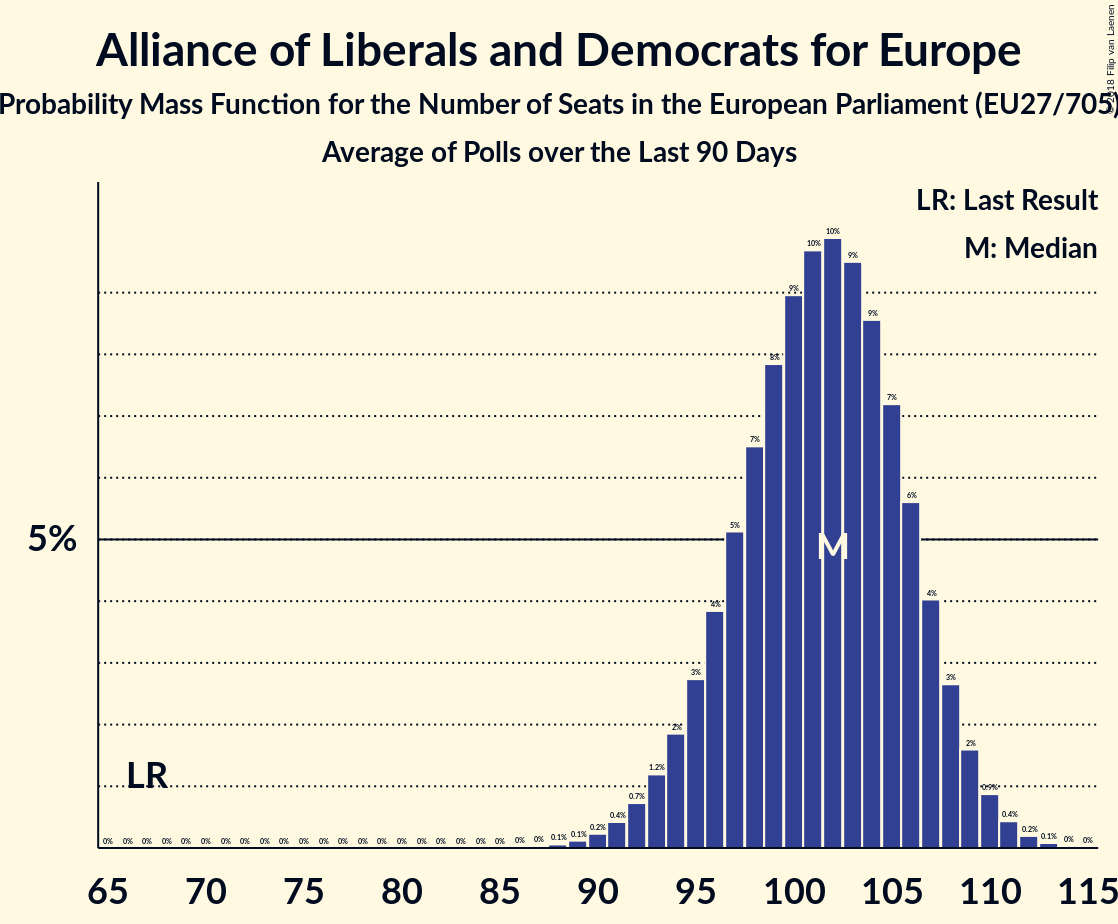 Alliance of Liberals and Democrats for Europe
Probability Mass Function for the Number of Seats in the European Parliament (EU27/705)
Average of Polls over the Last 90 Days
© 2018 Filip van Laenen
LR: Last Result
M: Median
5%
LR
M
0% 0% 0% 0% 0% 0% 0% 0% 0% 0% 0% 0% 0% 0% 0% 0% 0% 0% 0% 0% 0% 0% 0% 0.1% 0.1% 0.2% 0.4% 0.7% 1.2% 2% 3% 4% 5% 7% 8% 9% 10% 10% 9% 9% 7% 6% 4% 3% 2% 0.9% 0.4% 0.2% 0.1% 0% 0%
65 70 75 80 85 90 95 100 105 110 115